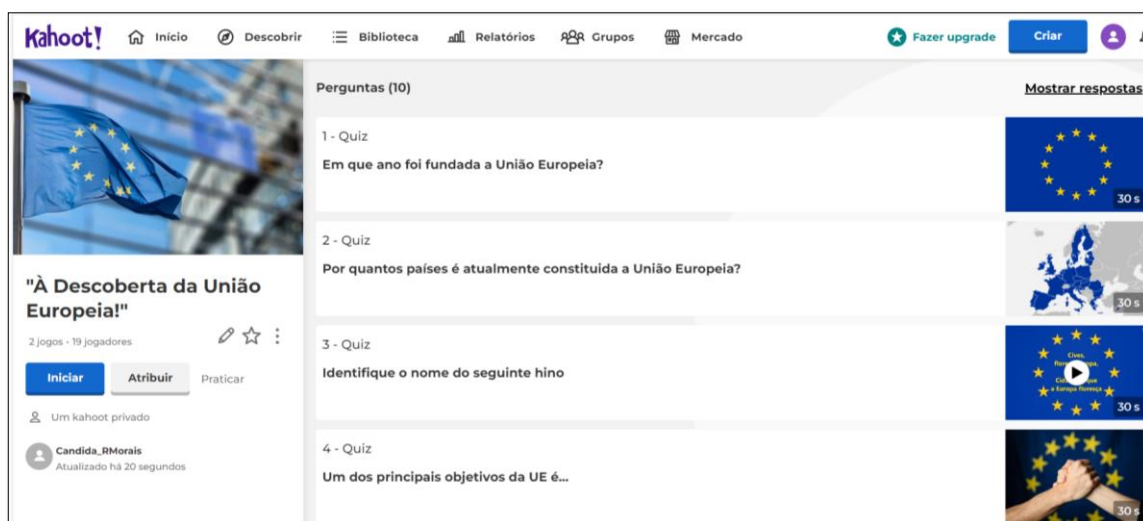 Kahoot! Início Descobrir Biblioteca Relatórios Grupos Mercado Fazer upgrade Criar
"À Descoberta da União
Europeia!"
2 jogos - 19 jogadores
Iniciar Atribuir Praticar
Um kahoot privado
Candida_RMorais
Atualizado há 20 segundos
Perguntas (10) Mostrar respostas
1 - Quiz
Em que ano foi fundada a União Europeia?
30 s
2 - Quiz
Por quantos países é atualmente constituida a União Europeia?
30 s
3 - Quiz
Identifique o nome do seguinte hino
Cives,
a Europa floresça
30 s
4 - Quiz
Um dos principais objetivos da UE é...
30 s